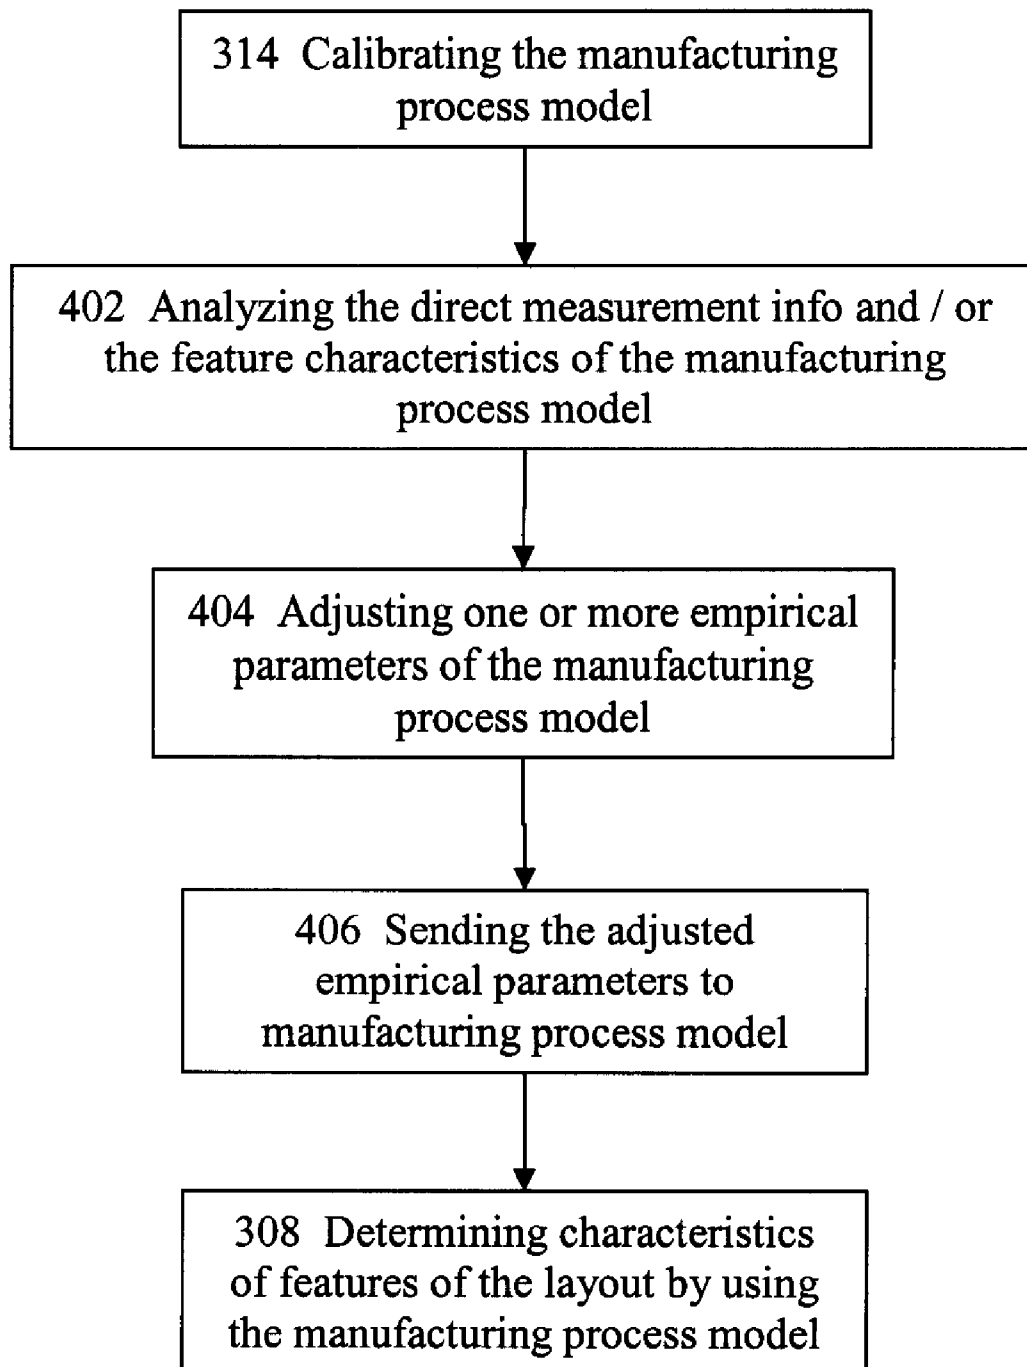 314 Calibrating the manufacturing
process model
402 Analyzing the direct measurement info and / or
the feature characteristics of the manufacturing
process model
404 Adjusting one or more empirical
parameters of the manufacturing
process model
406 Sending the adjusted
empirical parameters to
manufacturing process model
308 Determining characteristics
of features of the layout by using
the manufacturing process model